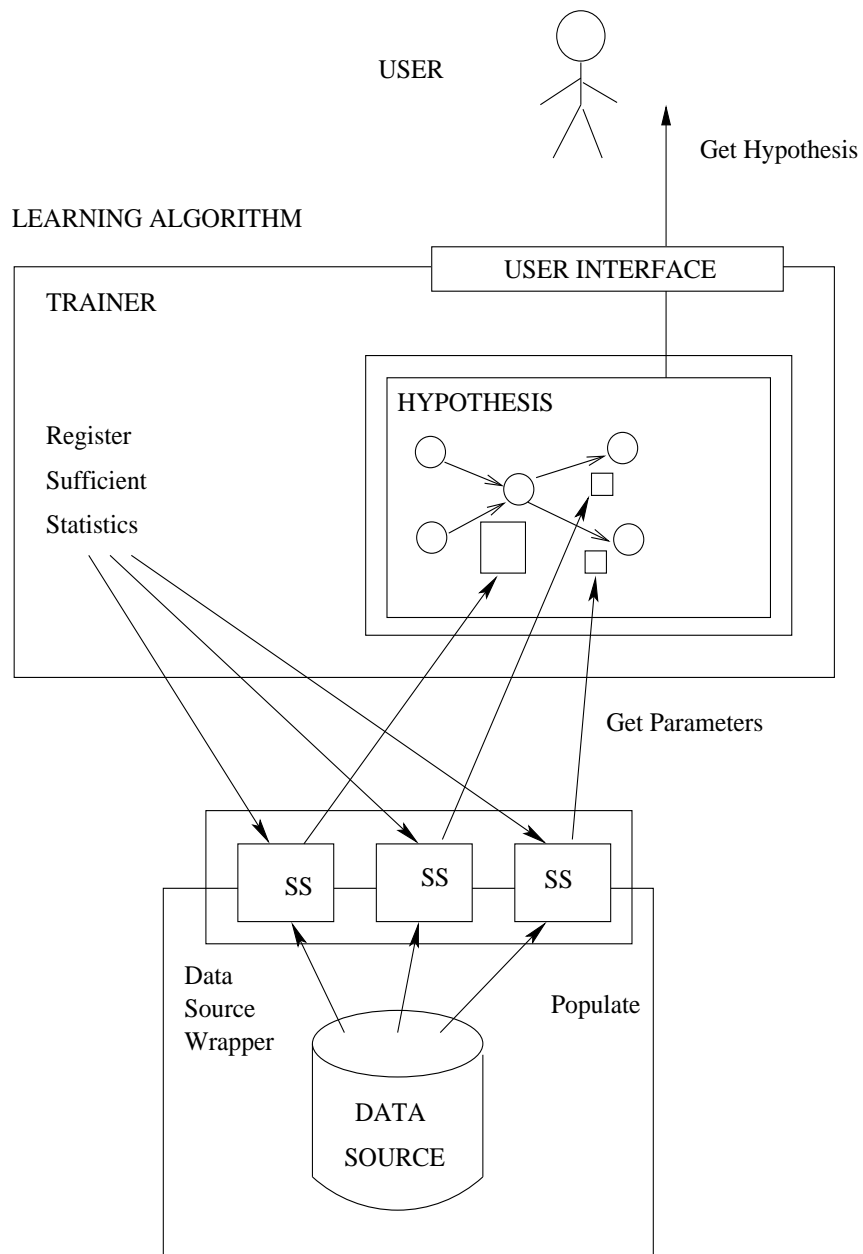 USER
Get Hypothesis
LEARNING ALGORITHM
USER INTERFACE
TRAINER
HYPOTHESIS
Register
Sufficient
Statistics
Get Parameters
SS
SS
SS
Data
Source
Wrapper
Populate
DATA
SOURCE